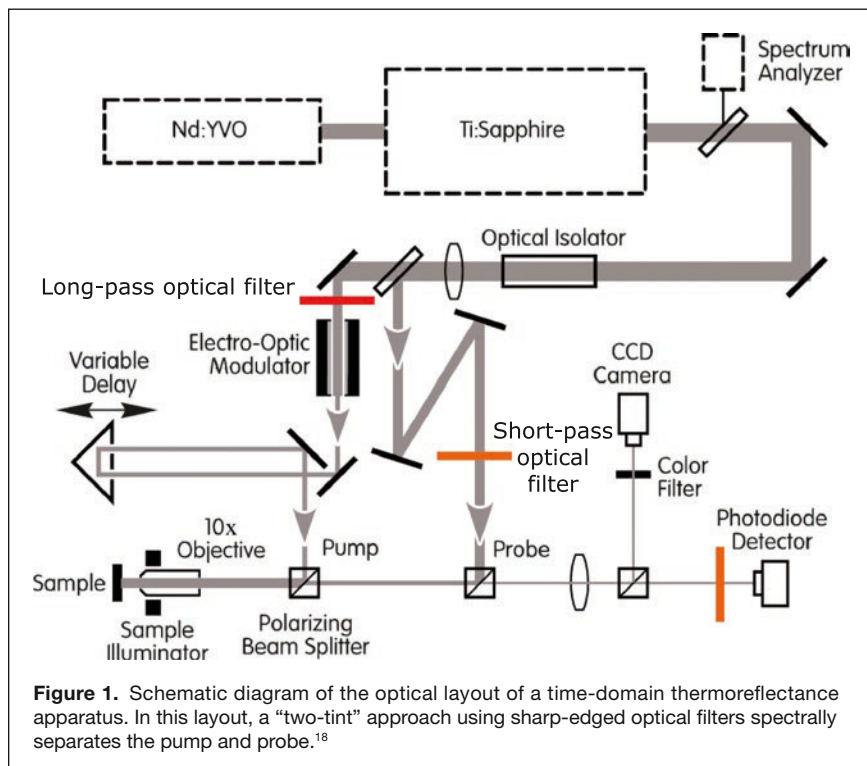 Spectrum
Analyzer
Nd:YVO
Ti:Sapphire
Optical Isolator
Long-pass optical filter
Electro-Optic
Modulator
Variable
Delay
CCD
Camera
Short-pass
optical
filter
Color
Filter
10x
Objective
Pump
Probe
Photodiode
Detector
Sample
Sample
Illuminator
Polarizing
Beam Splitter
Figure 1. Schematic diagram of the optical layout of a time-domain thermoreflectance
apparatus. In this layout, a “two-tint” approach using sharp-edged optical filters spectrally
separates the pump and probe.18